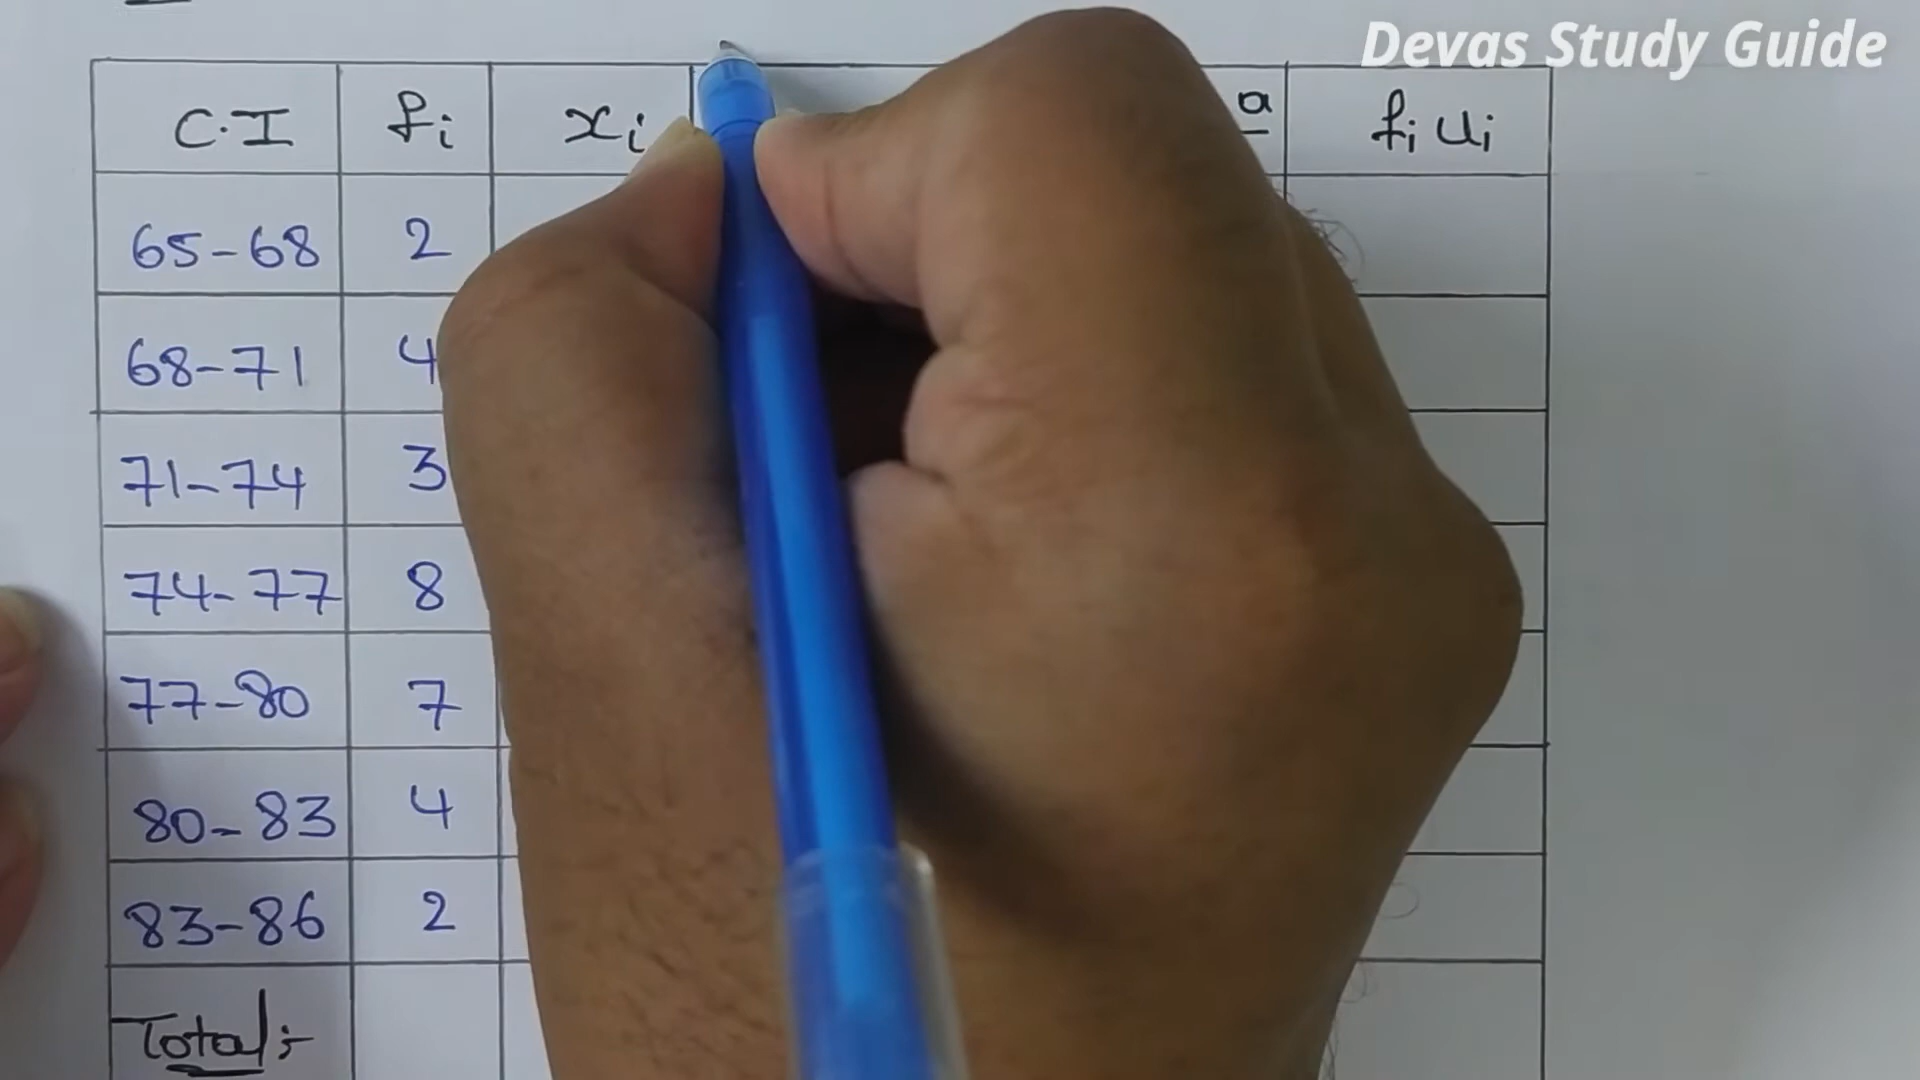 Devas Study Guide
C.I fi xi a fi ui
65-68 2
68-71 4
71-74 3
74-77 8
77-80 7
80-83 4
83-86 2
Total:-